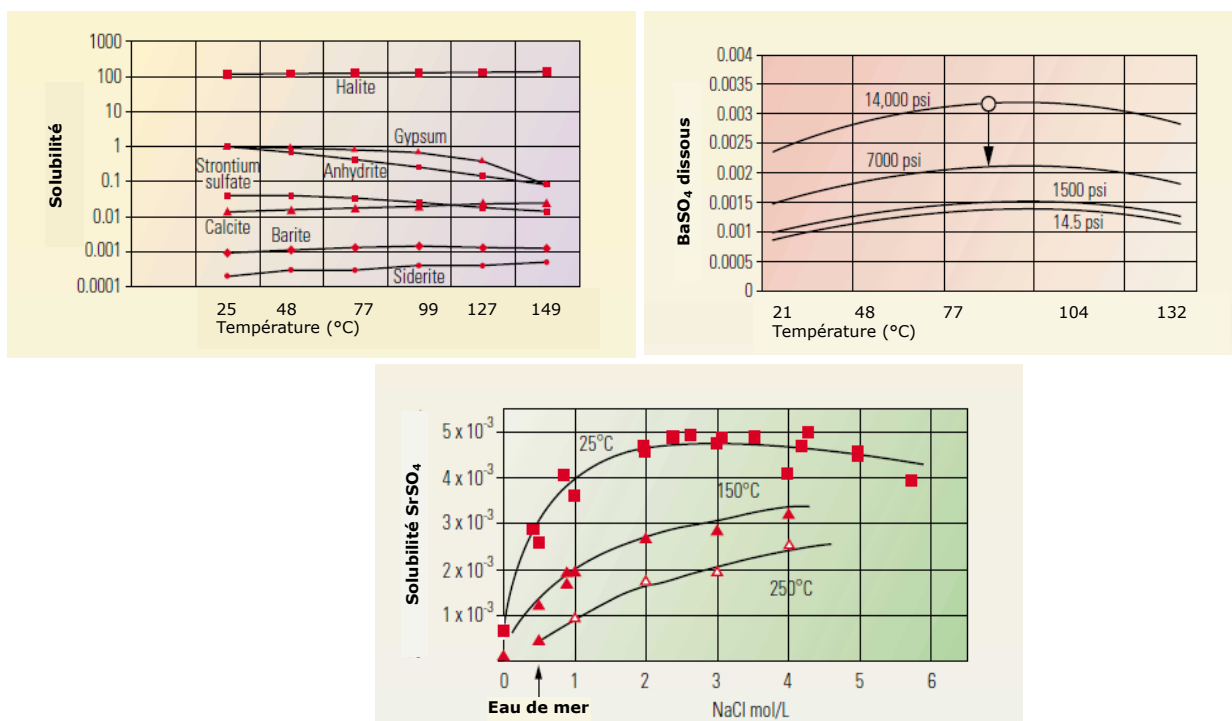 Solubilité
1000
100
10
1
0.1
0.01
0.001
0.0001
Halite
Gypsum
Anhydrite
Strontium
sulfate
Calcite
Barite
Siderite
25 48 77 99 127 149
Température (°C)
BaSO₄ dissous
0.004
0.0035
0.003
0.0025
0.002
0.0015
0.001
0.0005
0
14,000 psi
7000 psi
1500 psi
14.5 psi
21 48 77 104 132
Température (°C)
Solubilité SrSO₄
5 x 10⁻³
4 x 10⁻³
3 x 10⁻³
2 x 10⁻³
1 x 10⁻³
25°C
150°C
250°C
0 1 2 3 4 5 6
Eau de mer
NaCl mol/L